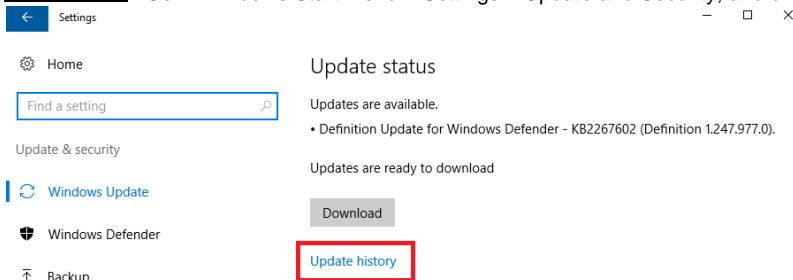 Settings
Home
Update status
Find a setting
Updates are available.
• Definition Update for Windows Defender - KB2267602 (Definition 1.247.977.0).
Update & security
Updates are ready to download
Windows Update
Download
Windows Defender
Update history
Backup